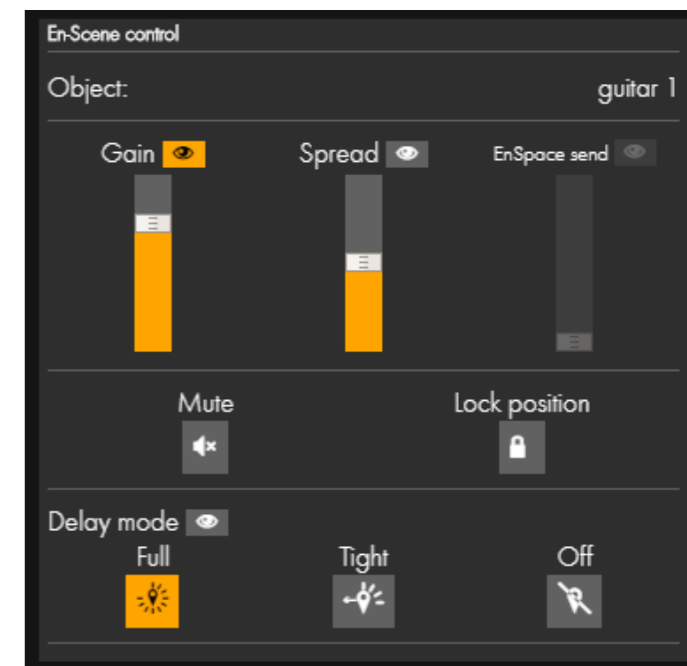 En-Scene control
Object: guitar 1
Gain Spread EnSpace send
Mute Lock position
Delay mode
Full Tight Off